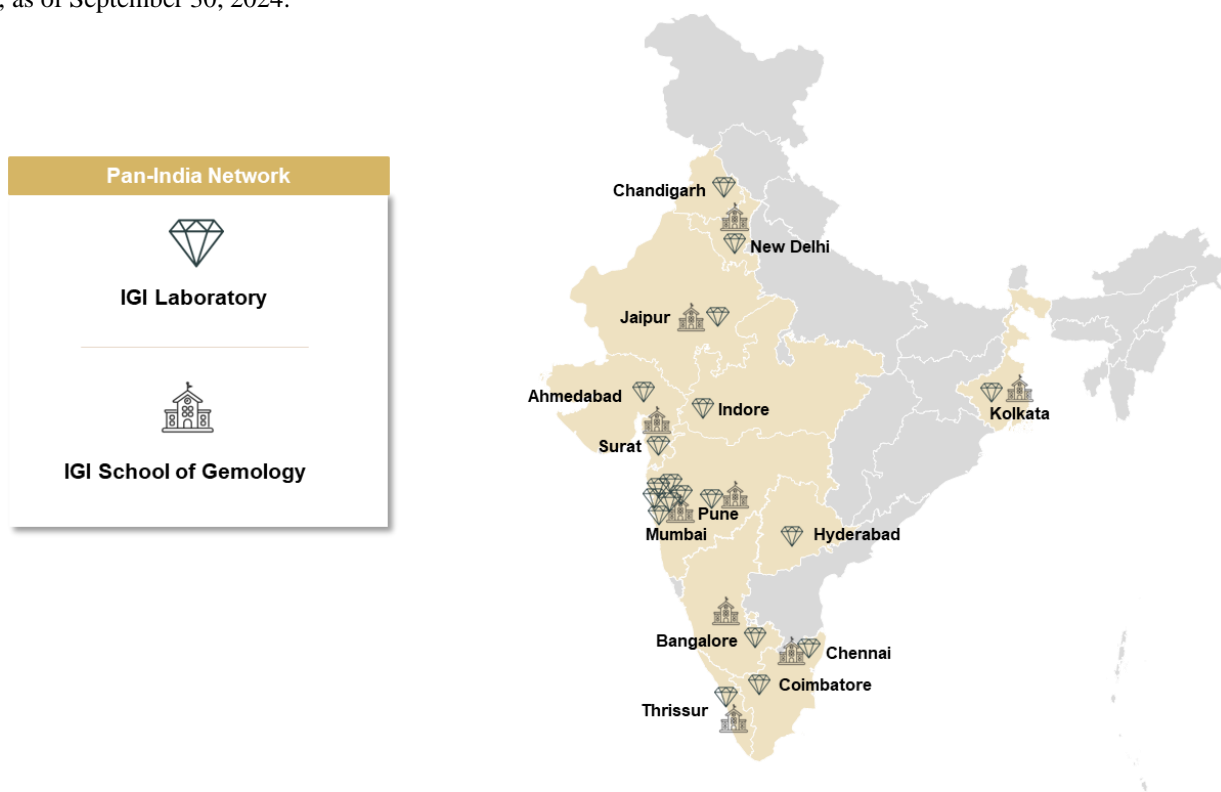 , as of September 30, 2024.
Pan-India Network
IGI Laboratory
IGI School of Gemology
Chandigarh
New Delhi
Jaipur
Ahmedabad
Indore
Kolkata
Surat
Pune
Mumbai
Hyderabad
Bangalore
Chennai
Coimbatore
Thrissur